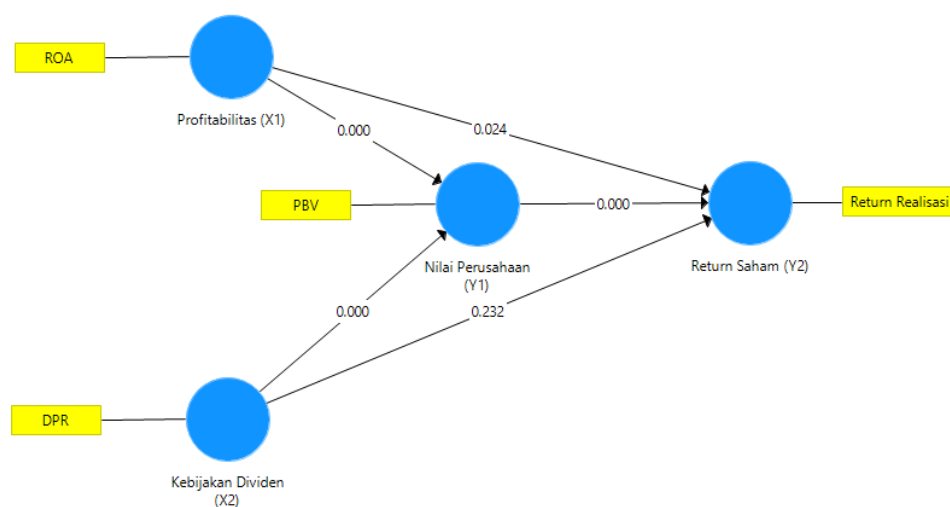 ROA
Profitabilitas (X1)
0.024
0.000
PBV
0.000
Return Realisasi
Nilai Perusahaan
(Y1)
Return Saham (Y2)
0.000
0.232
DPR
Kebijakan Dividen
(X2)